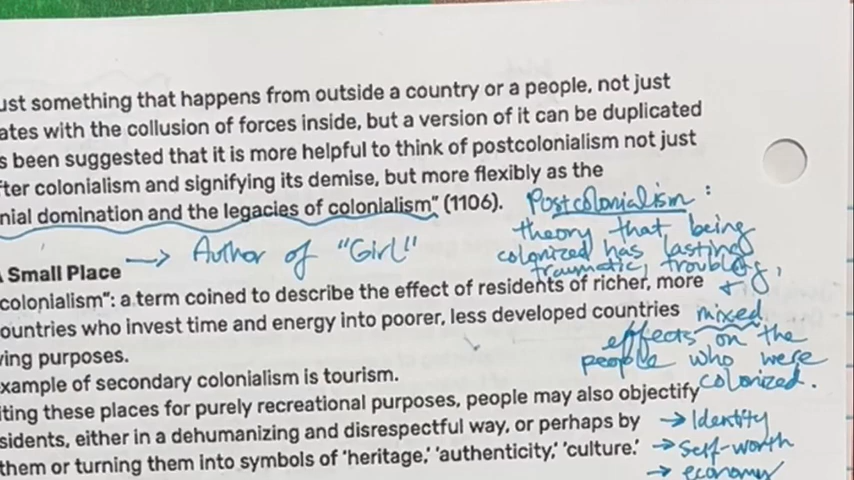 ust something that happens from outside a country or a people, not just
ates with the collusion of forces inside, but a version of it can be duplicated
s been suggested that it is more helpful to think of postcolonialism not just
fter colonialism and signifying its demise, but more flexibly as the
nial domination and the legacies of colonialism" (1106).
Postcolonialism:
theory that being
colonized has lasting
traumatic, troubling,
+
mixed
effects on the
people who were
colonized.
→ Identity
→ self-worth
→ economy
A Small Place → Author of "Girl"
colonialism": a term coined to describe the effect of residents of richer, more
ountries who invest time and energy into poorer, less developed countries
ving purposes.
xample of secondary colonialism is tourism.
iting these places for purely recreational purposes, people may also objectify
sidents, either in a dehumanizing and disrespectful way, or perhaps by
them or turning them into symbols of 'heritage,' 'authenticity,' 'culture.'